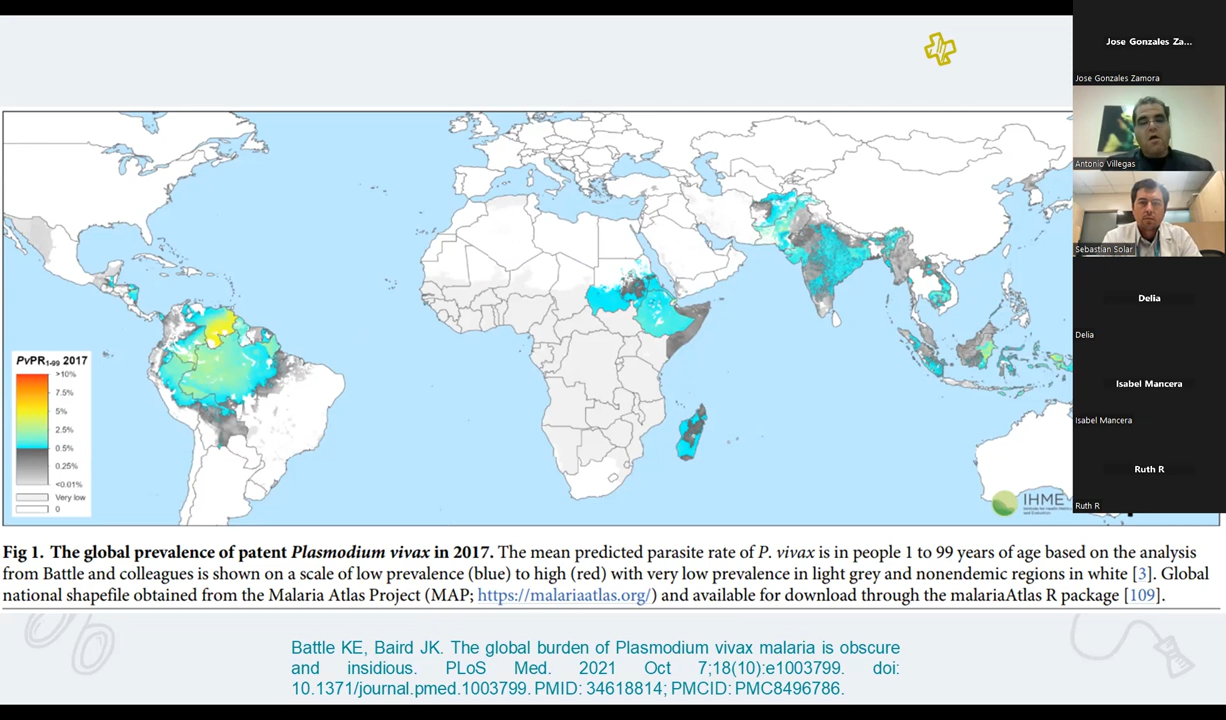 Jose Gonzales Za...
Jose Gonzales Zamora
Antonio Villegas
Sebastian Solar
Delia
Delia
Isabel Mancera
Isabel Mancera
Ruth R
Ruth R
PvPR1-99 2017
>10%
7.5%
5%
2.5%
0.5%
0.25%
<0.01%
Very low
0
IHME
Fig 1. The global prevalence of patent Plasmodium vivax in 2017. The mean predicted parasite rate of P. vivax is in people 1 to 99 years of age based on the analysis
from Battle and colleagues is shown on a scale of low prevalence (blue) to high (red) with very low prevalence in light grey and nonendemic regions in white [3]. Global
national shapefile obtained from the Malaria Atlas Project (MAP; https://malariaatlas.org/) and available for download through the malariaAtlas R package [109].
Battle KE, Baird JK. The global burden of Plasmodium vivax malaria is obscure
and insidious. PLoS Med. 2021 Oct 7;18(10):e1003799. doi:
10.1371/journal.pmed.1003799. PMID: 34618814; PMCID: PMC8496786.